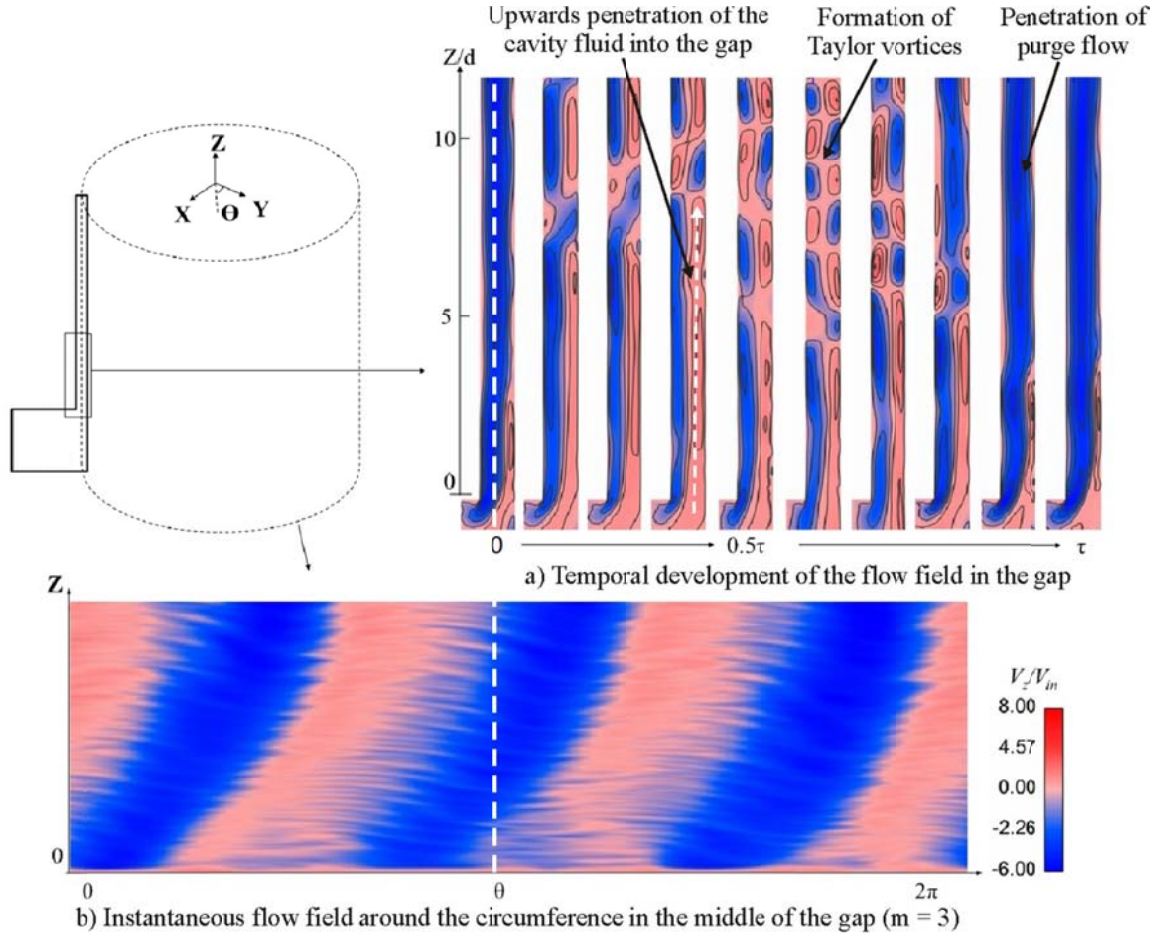 Upwards penetration of the
cavity fluid into the gap
Formation of
Taylor vortices
Penetration of
purge flow
Z/d
10
5
0
Z
X
Θ
Y
0
0.5τ
τ
a) Temporal development of the flow field in the gap
Z
0
0
θ
2π
V_z/V_in
8.00
4.57
0.00
-2.26
-6.00
b) Instantaneous flow field around the circumference in the middle of the gap (m = 3)